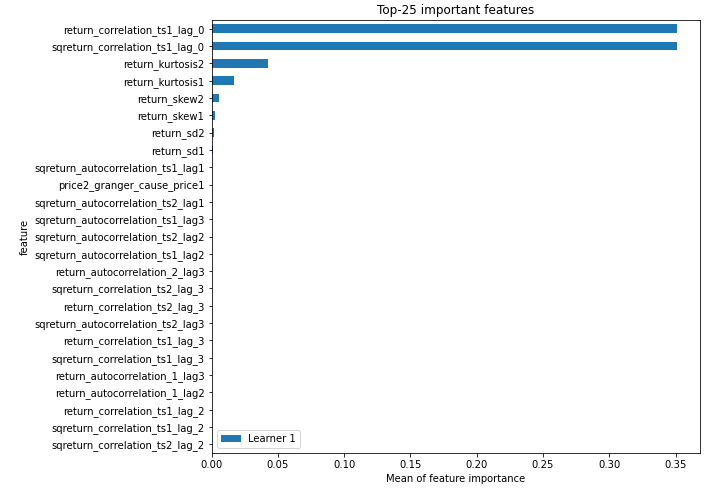 Top-25 important features
return_correlation_ts1_lag_0
sqreturn_correlation_ts1_lag_0
return_kurtosis2
return_kurtosis1
return_skew2
return_skew1
return_sd2
return_sd1
sqreturn_autocorrelation_ts1_lag1
price2_granger_cause_price1
sqreturn_autocorrelation_ts2_lag1
sqreturn_autocorrelation_ts1_lag3
sqreturn_autocorrelation_ts2_lag2
sqreturn_autocorrelation_ts1_lag2
return_autocorrelation_2_lag3
sqreturn_correlation_ts2_lag_3
return_correlation_ts2_lag_3
sqreturn_autocorrelation_ts2_lag3
return_correlation_ts1_lag_3
sqreturn_correlation_ts1_lag_3
return_autocorrelation_1_lag3
return_autocorrelation_1_lag2
return_correlation_ts1_lag_2
sqreturn_correlation_ts1_lag_2
sqreturn_correlation_ts2_lag_2
feature
Learner 1
0.00 0.05 0.10 0.15 0.20 0.25 0.30 0.35
Mean of feature importance